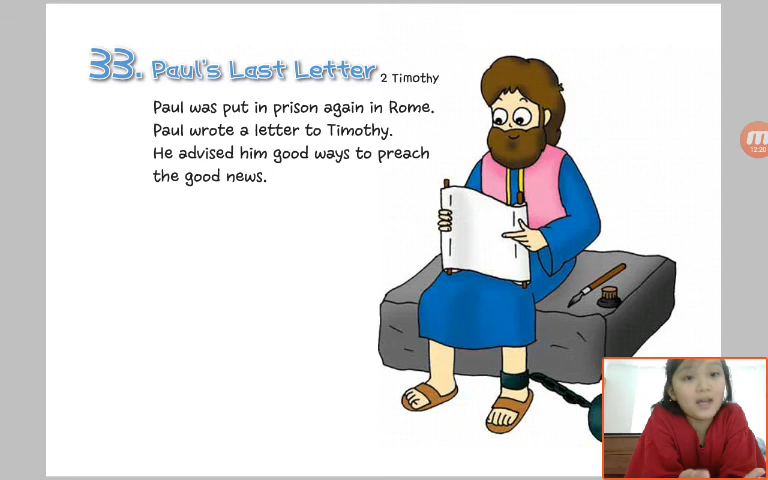 33. Paul's Last Letter 2 Timothy
Paul was put in prison again in Rome.
Paul wrote a letter to Timothy.
He advised him good ways to preach
the good news.
12:20